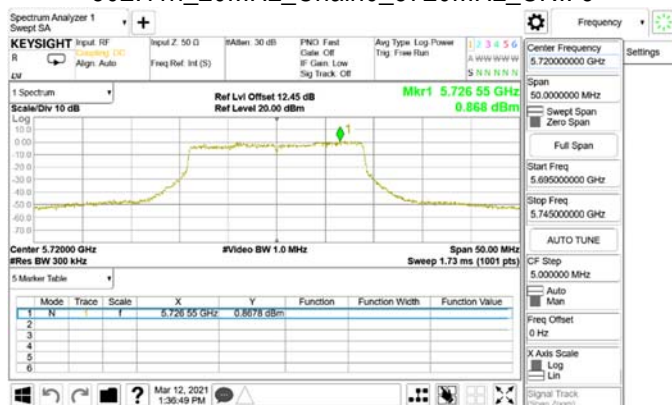 Spectrum Analyzer 1
Swept SA
Frequency
KEYSIGHT
Input: RF
Coupling: DC
Align: Auto
Input Z: 50 Ω
Freq Ref: Int (S)
#Atten: 30 dB
PNO: Fast
Gate: Off
IF Gain: Low
Sig Track: Off
Avg Type: Log-Power
Trig: Free Run
1 2 3 4 5 6
A W W W W W
S N N N N N
R
LXI
1 Spectrum
Scale/Div 10 dB
Ref Lvl Offset 12.45 dB
Ref Level 20.00 dBm
Mkr1 5.726 55 GHz
0.868 dBm
Log
10.0
0.00
-10.0
-20.0
-30.0
-40.0
-50.0
-60.0
-70.0
1
Center 5.72000 GHz
#Res BW 300 kHz
#Video BW 1.0 MHz
Span 50.00 MHz
Sweep 1.73 ms (1001 pts)
5 Marker Table
Mode Trace Scale X Y Function Function Width Function Value
1 N 1 f 5.726 55 GHz 0.8678 dBm
2
3
4
5
6
Mar 12, 2021
1:36:49 PM
Center Frequency
5.720000000 GHz
Span
50.0000000 MHz
Swept Span
Zero Span
Full Span
Start Freq
5.695000000 GHz
Stop Freq
5.745000000 GHz
AUTO TUNE
CF Step
5.000000 MHz
Auto
Man
Freq Offset
0 Hz
X Axis Scale
Log
Lin
Signal Track
Settings